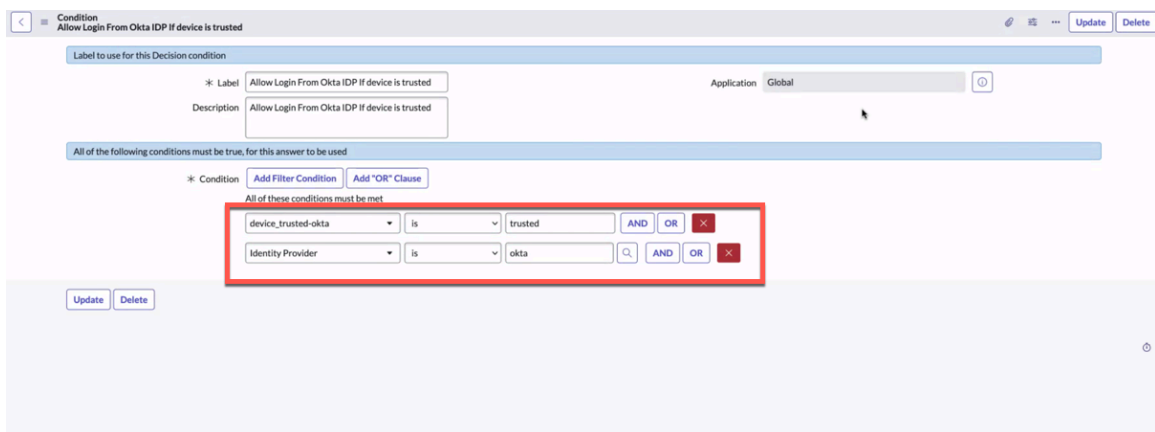 Condition
Allow Login From Okta IDP If device is trusted
Update Delete
Label to use for this Decision condition
Label Allow Login From Okta IDP If device is trusted Application Global
Description Allow Login From Okta IDP If device is trusted
All of the following conditions must be true, for this answer to be used
Condition Add Filter Condition Add "OR" Clause
All of these conditions must be met
device_trusted-okta is trusted AND OR
Identity Provider is okta AND OR
Update Delete